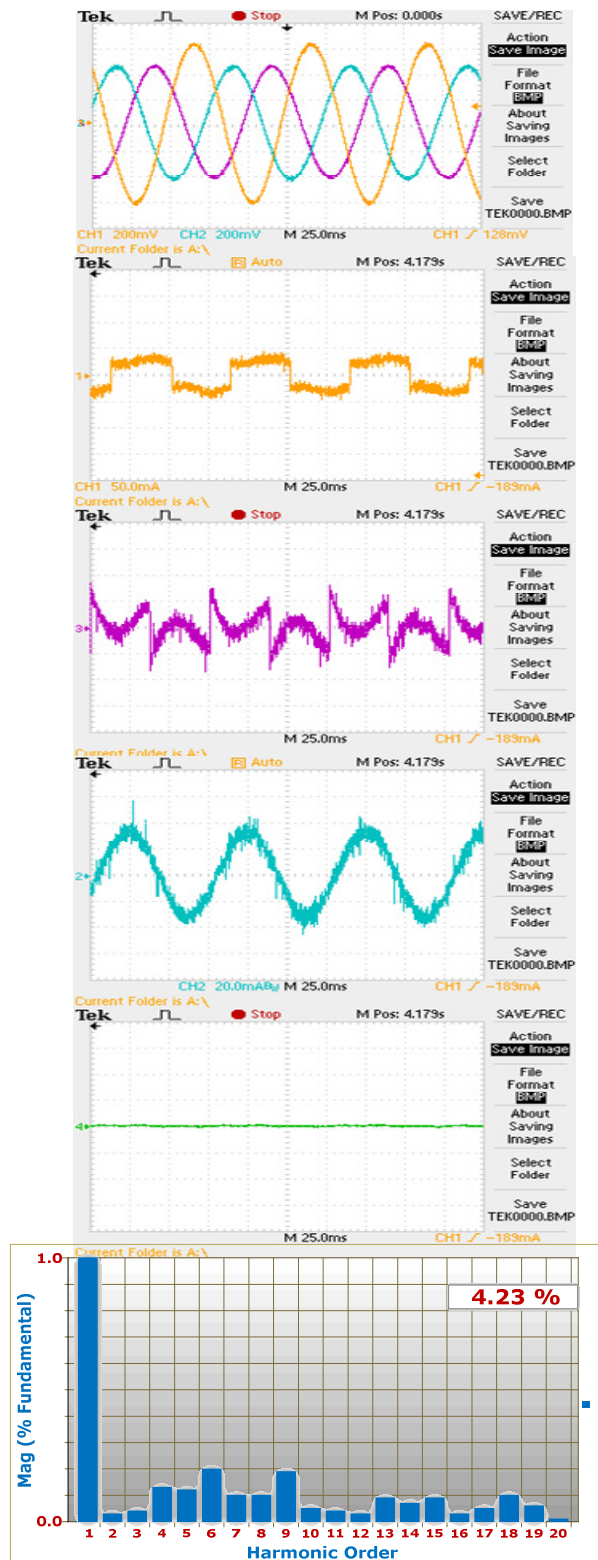 Tek Stop M Pos: 0.000s SAVE/REC
Action
Save Image
File
Format
BMP
About
Saving
Images
Select
Folder
Save
TEK0000.BMP
CH1 200mV CH2 200mV M 25.0ms CH1 128mV
Current Folder is A:\
Tek Auto M Pos: 4.179s SAVE/REC
Action
Save Image
File
Format
BMP
1
About
Saving
Images
Select
Folder
Save
TEK0000.BMP
CH1 50.0mA M 25.0ms CH1 -189mA
Current Folder is A:\
Tek Stop M Pos: 4.179s SAVE/REC
Action
Save Image
File
Format
BMP
About
3
Saving
Images
Select
Folder
Save
TEK0000.BMP
M 25.0ms CH1 -189mA
Current Folder is A:\
Tek Auto M Pos: 4.179s SAVE/REC
Action
Save Image
File
Format
BMP
About
2
Saving
Images
Select
Folder
Save
TEK0000.BMP
CH2 20.0mA M 25.0ms CH1 -189mA
Current Folder is A:\
Tek Stop M Pos: 4.179s SAVE/REC
Action
Save Image
File
Format
BMP
About
4
Saving
Images
Select
Folder
Save
TEK0000.BMP
M 25.0ms CH1 -189mA
Current Folder is A:\
1.0
4.23 %
Mag (% Fundamental)
0.0
1 2 3 4 5 6 7 8 9 10 11 12 13 14 15 16 17 18 19 20
Harmonic Order